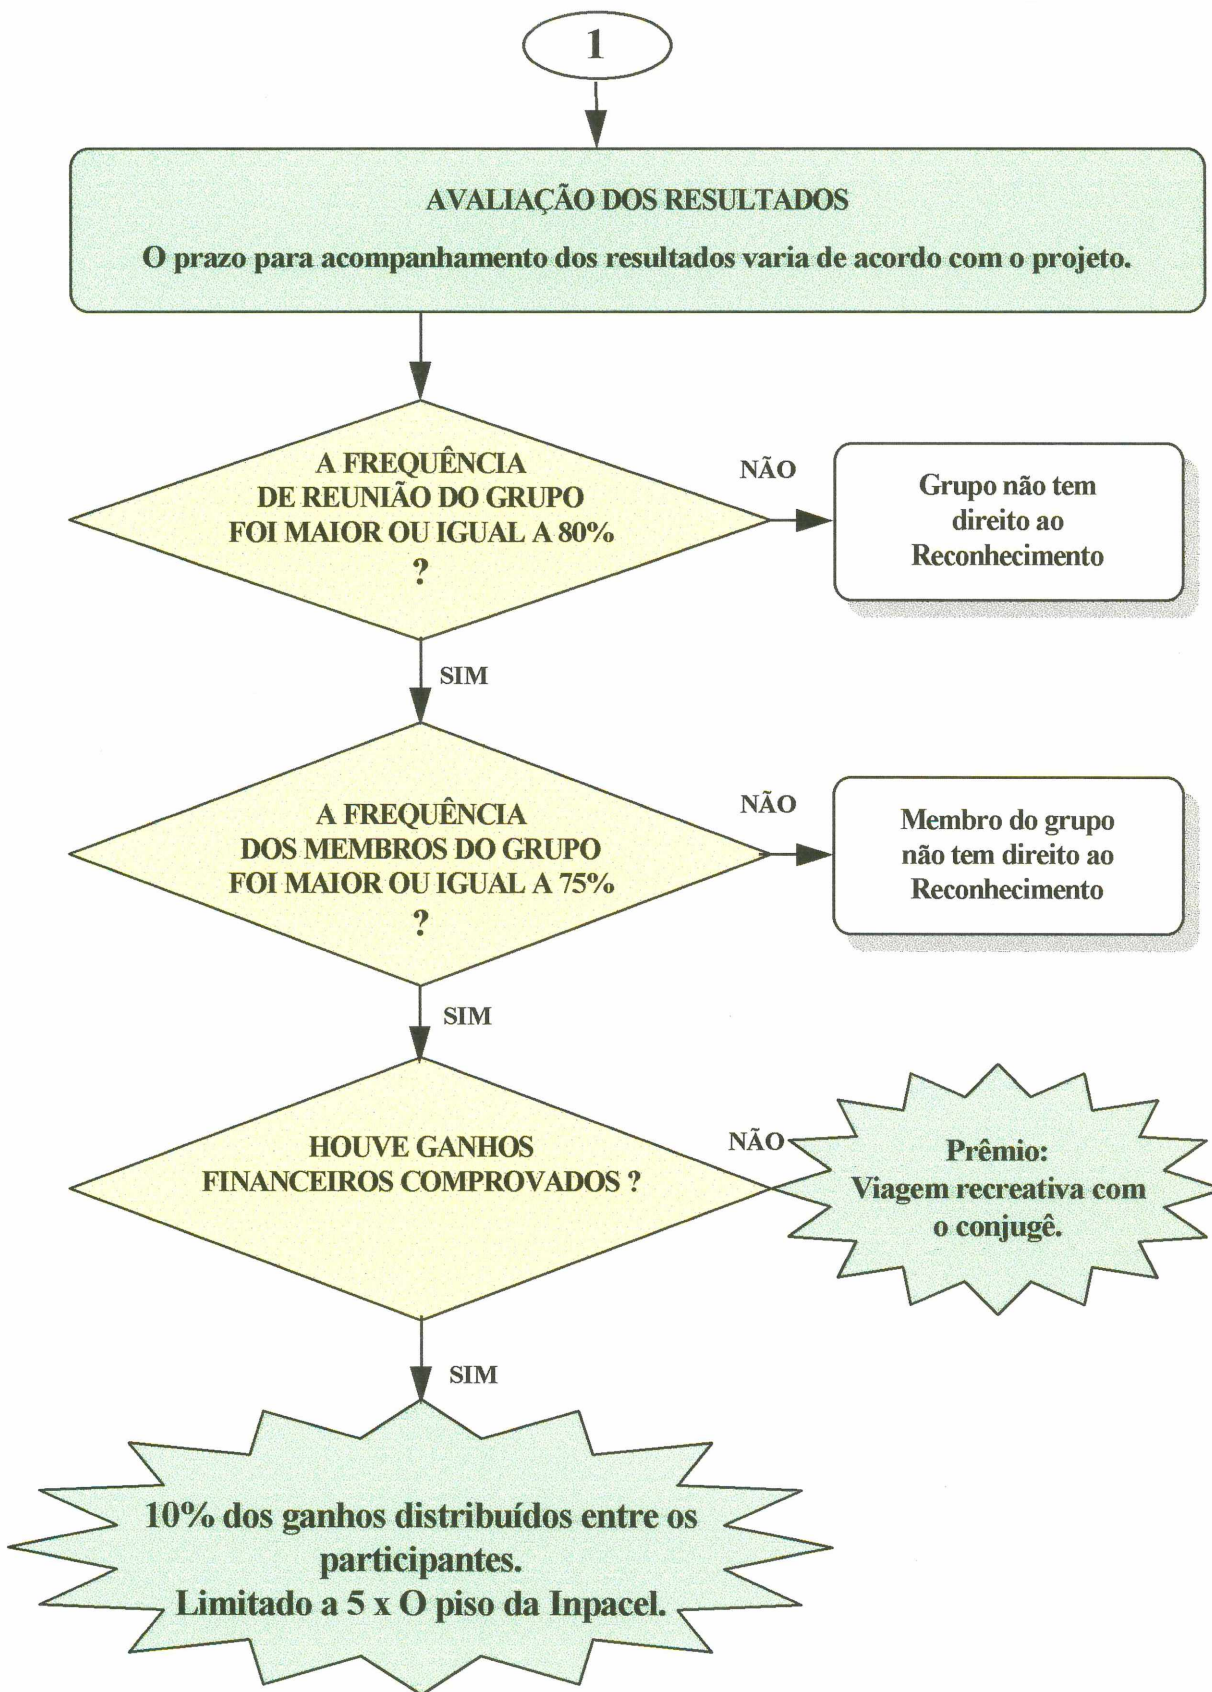 1
AVALIAÇÃO DOS RESULTADOS
O prazo para acompanhamento dos resultados varia de acordo com o projeto.
A FREQUÊNCIA
DE REUNIÃO DO GRUPO
FOI MAIOR OU IGUAL A 80%
?
NÃO
Grupo não tem
direito ao
Reconhecimento
SIM
A FREQUÊNCIA
DOS MEMBROS DO GRUPO
FOI MAIOR OU IGUAL A 75%
?
NÃO
Membro do grupo
não tem direito ao
Reconhecimento
SIM
HOUVE GANHOS
FINANCEIROS COMPROVADOS ?
NÃO
Prêmio:
Viagem recreativa com
o conjugê.
SIM
10% dos ganhos distribuídos entre os
participantes.
Limitado a 5 x O piso da Inpacel.